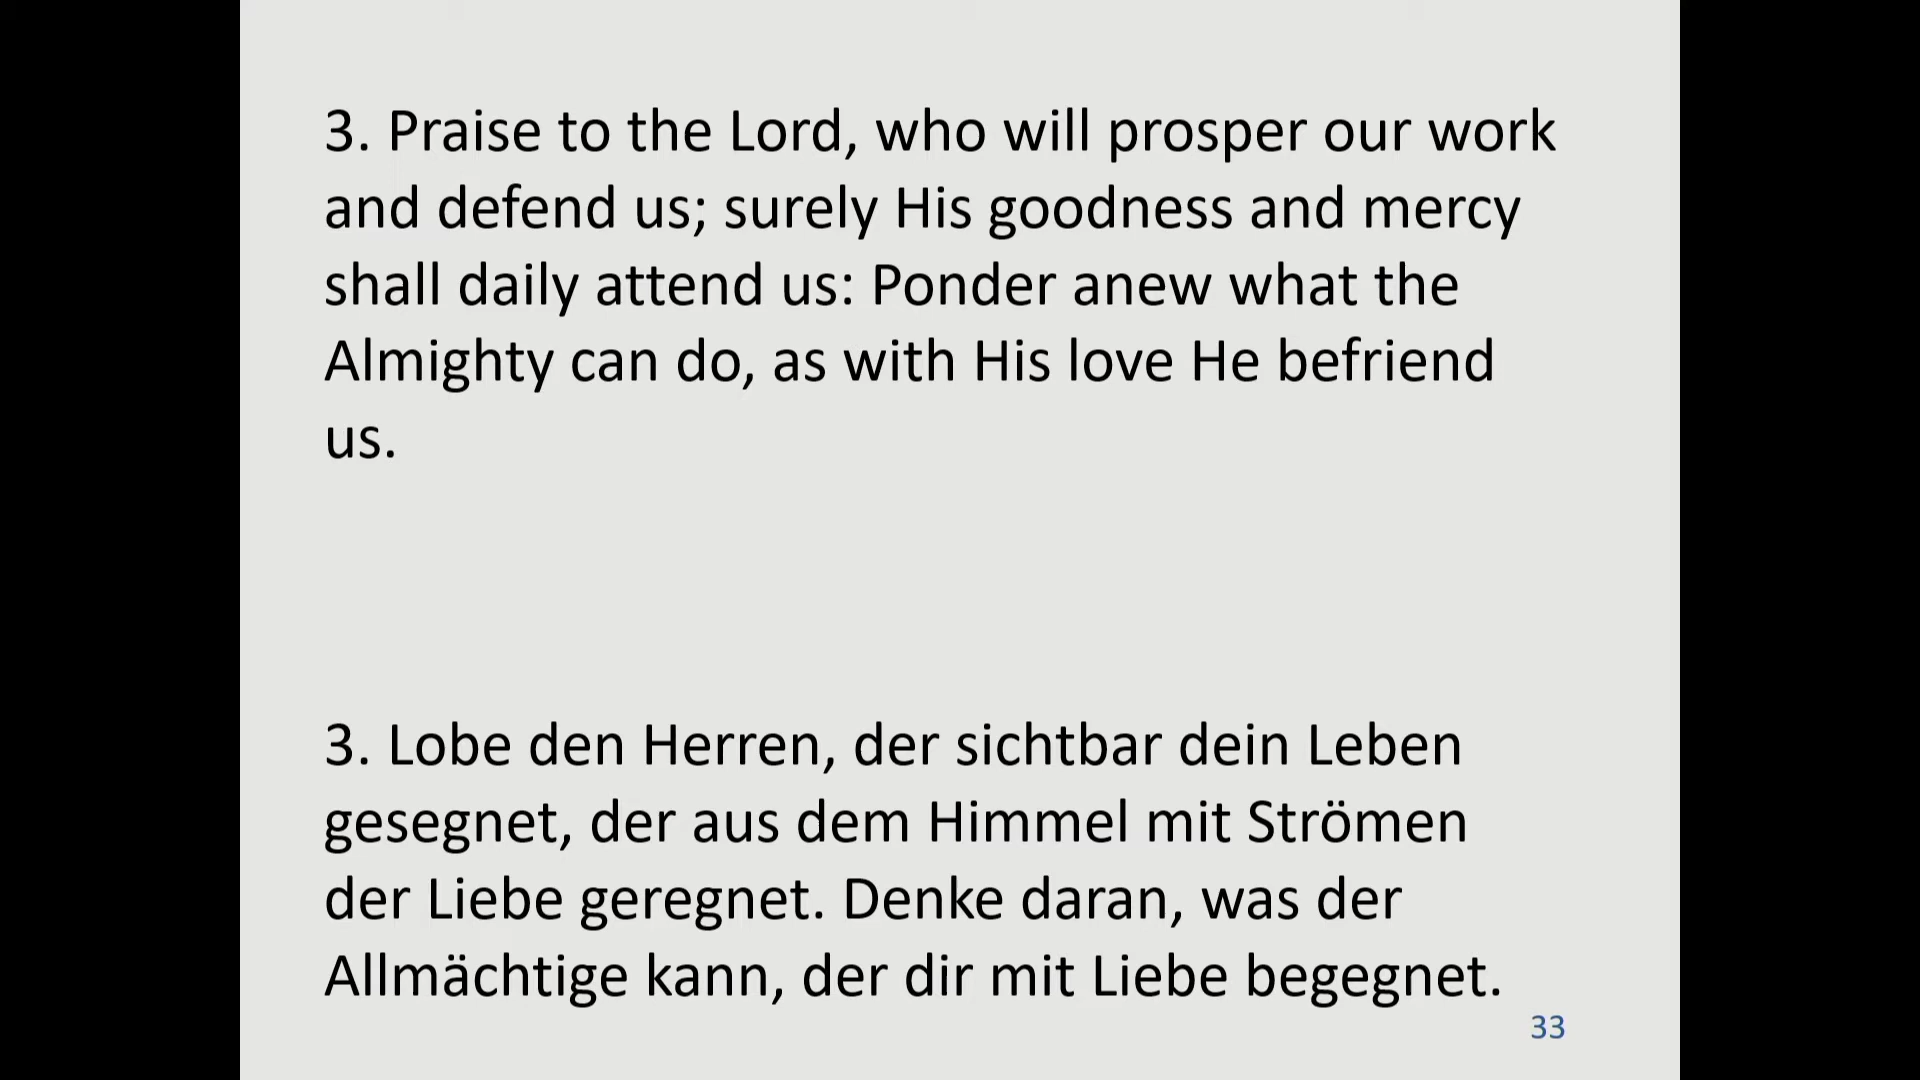 3. Praise to the Lord, who will prosper our work
and defend us; surely His goodness and mercy
shall daily attend us: Ponder anew what the
Almighty can do, as with His love He befriend
us.
3. Lobe den Herren, der sichtbar dein Leben
gesegnet, der aus dem Himmel mit Strömen
der Liebe geregnet. Denke daran, was der
Allmächtige kann, der dir mit Liebe begegnet.
33